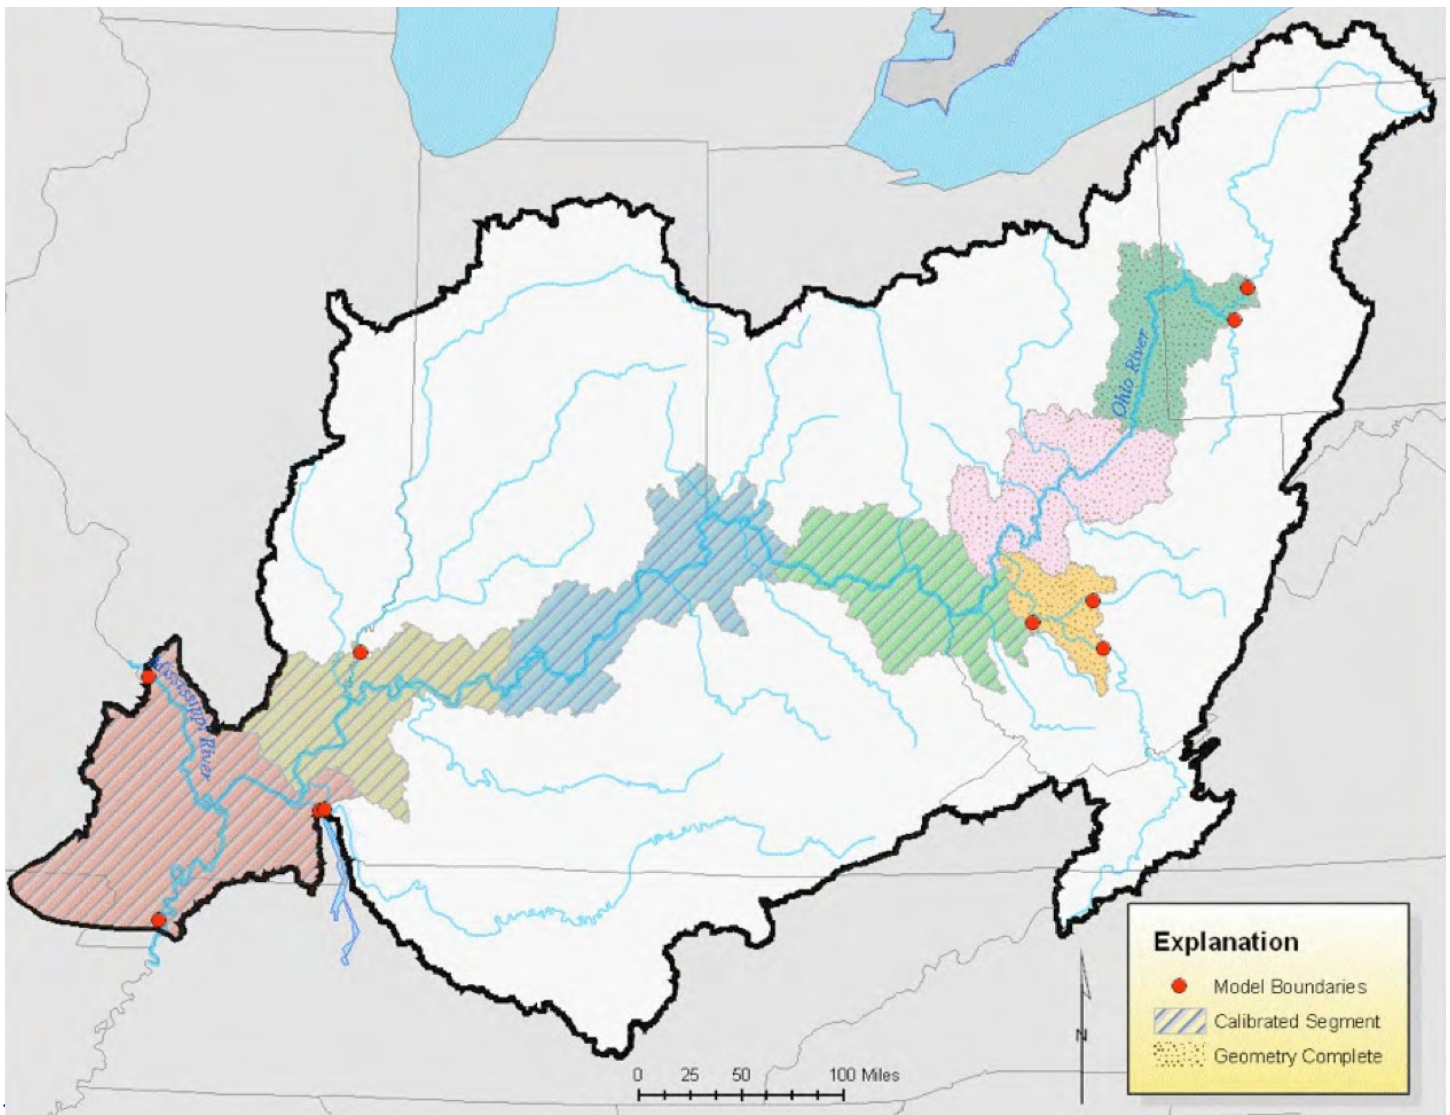 Ohio River
Mississippi River
Explanation
Model Boundaries
Calibrated Segment
Geometry Complete
N
0 25 50 100 Miles